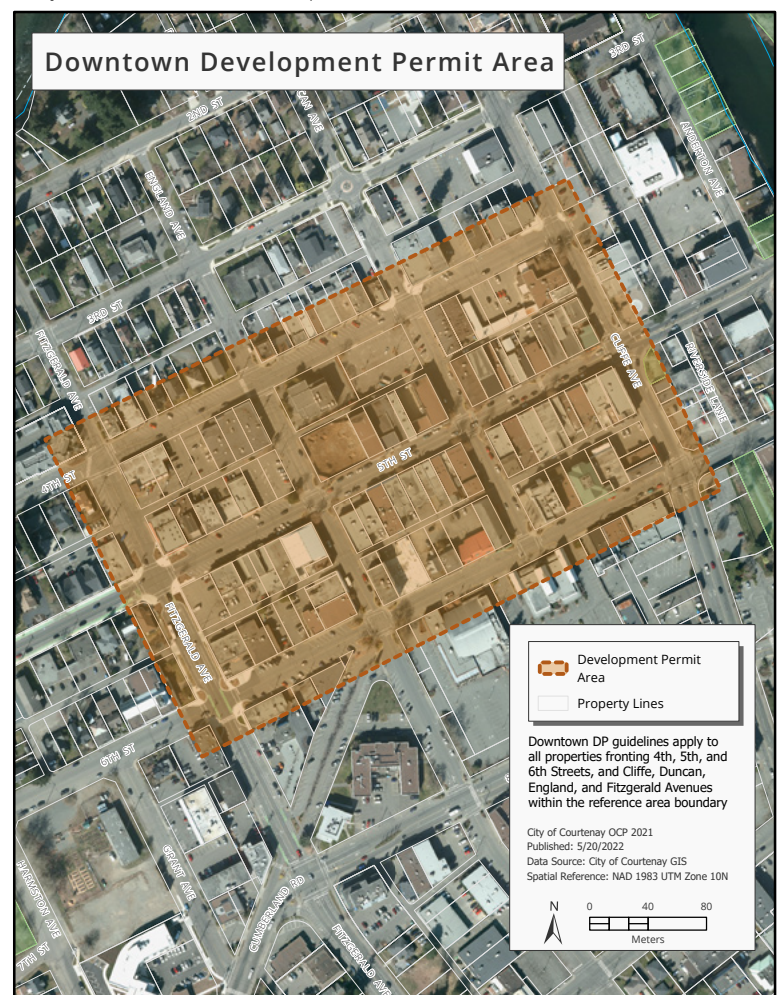 Downtown Development Permit Area
3RD ST
2ND ST
CAN AVE
ANDERTON AVE
ENGLAND AVE
3RD ST
FITZGERALD AVE
CLIFFE AVE
RIVERSIDE LANE
5TH ST
4TH ST
FITZGERALD AVE
6TH ST
GRANT AVE
HARMSTON AVE
CUMBERLAND RD
FITZGERALD AVE
7TH ST
Development Permit
Area
Property Lines
Downtown DP guidelines apply to
all properties fronting 4th, 5th, and
6th Streets, and Cliffe, Duncan,
England, and Fitzgerald Avenues
within the reference area boundary
City of Courtenay OCP 2021
Published: 5/20/2022
Data Source: City of Courtenay GIS
Spatial Reference: NAD 1983 UTM Zone 10N
N
0 40 80
Meters